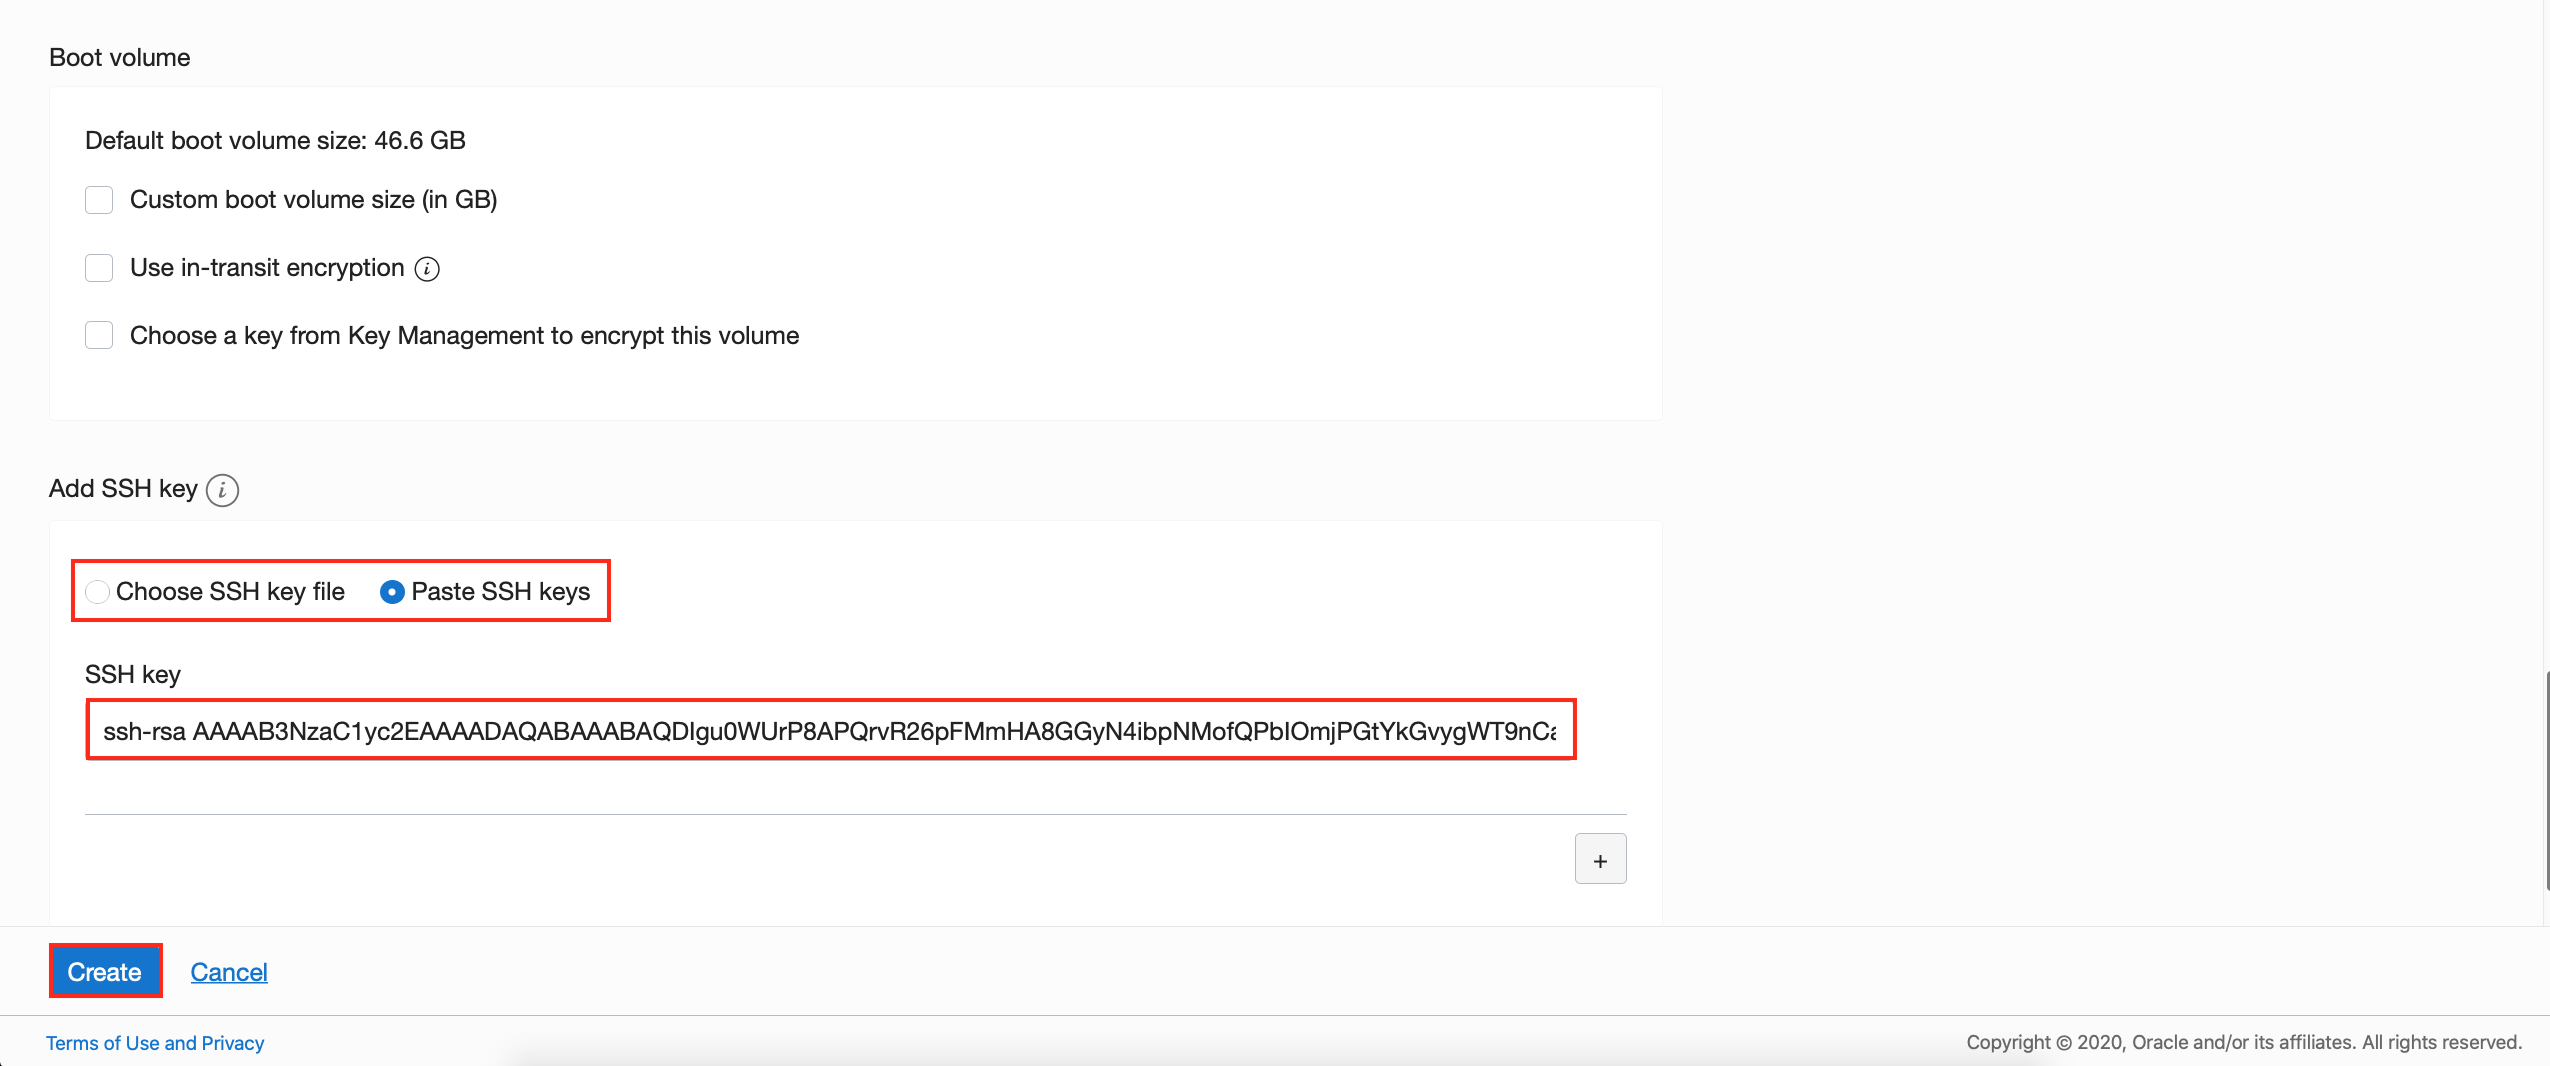 Boot volume
Default boot volume size: 46.6 GB
Custom boot volume size (in GB)
Use in-transit encryption i
Choose a key from Key Management to encrypt this volume
Add SSH key i
Choose SSH key file Paste SSH keys
SSH key
ssh-rsa AAAAB3NzaC1yc2EAAAADAQABAAABAQDIgu0WUrP8APQrvR26pFMmHA8GGyN4ibpNMofQPbIOmjPGtYkGvygWT9nCa
+
Create Cancel
Terms of Use and Privacy
Copyright © 2020, Oracle and/or its affiliates. All rights reserved.